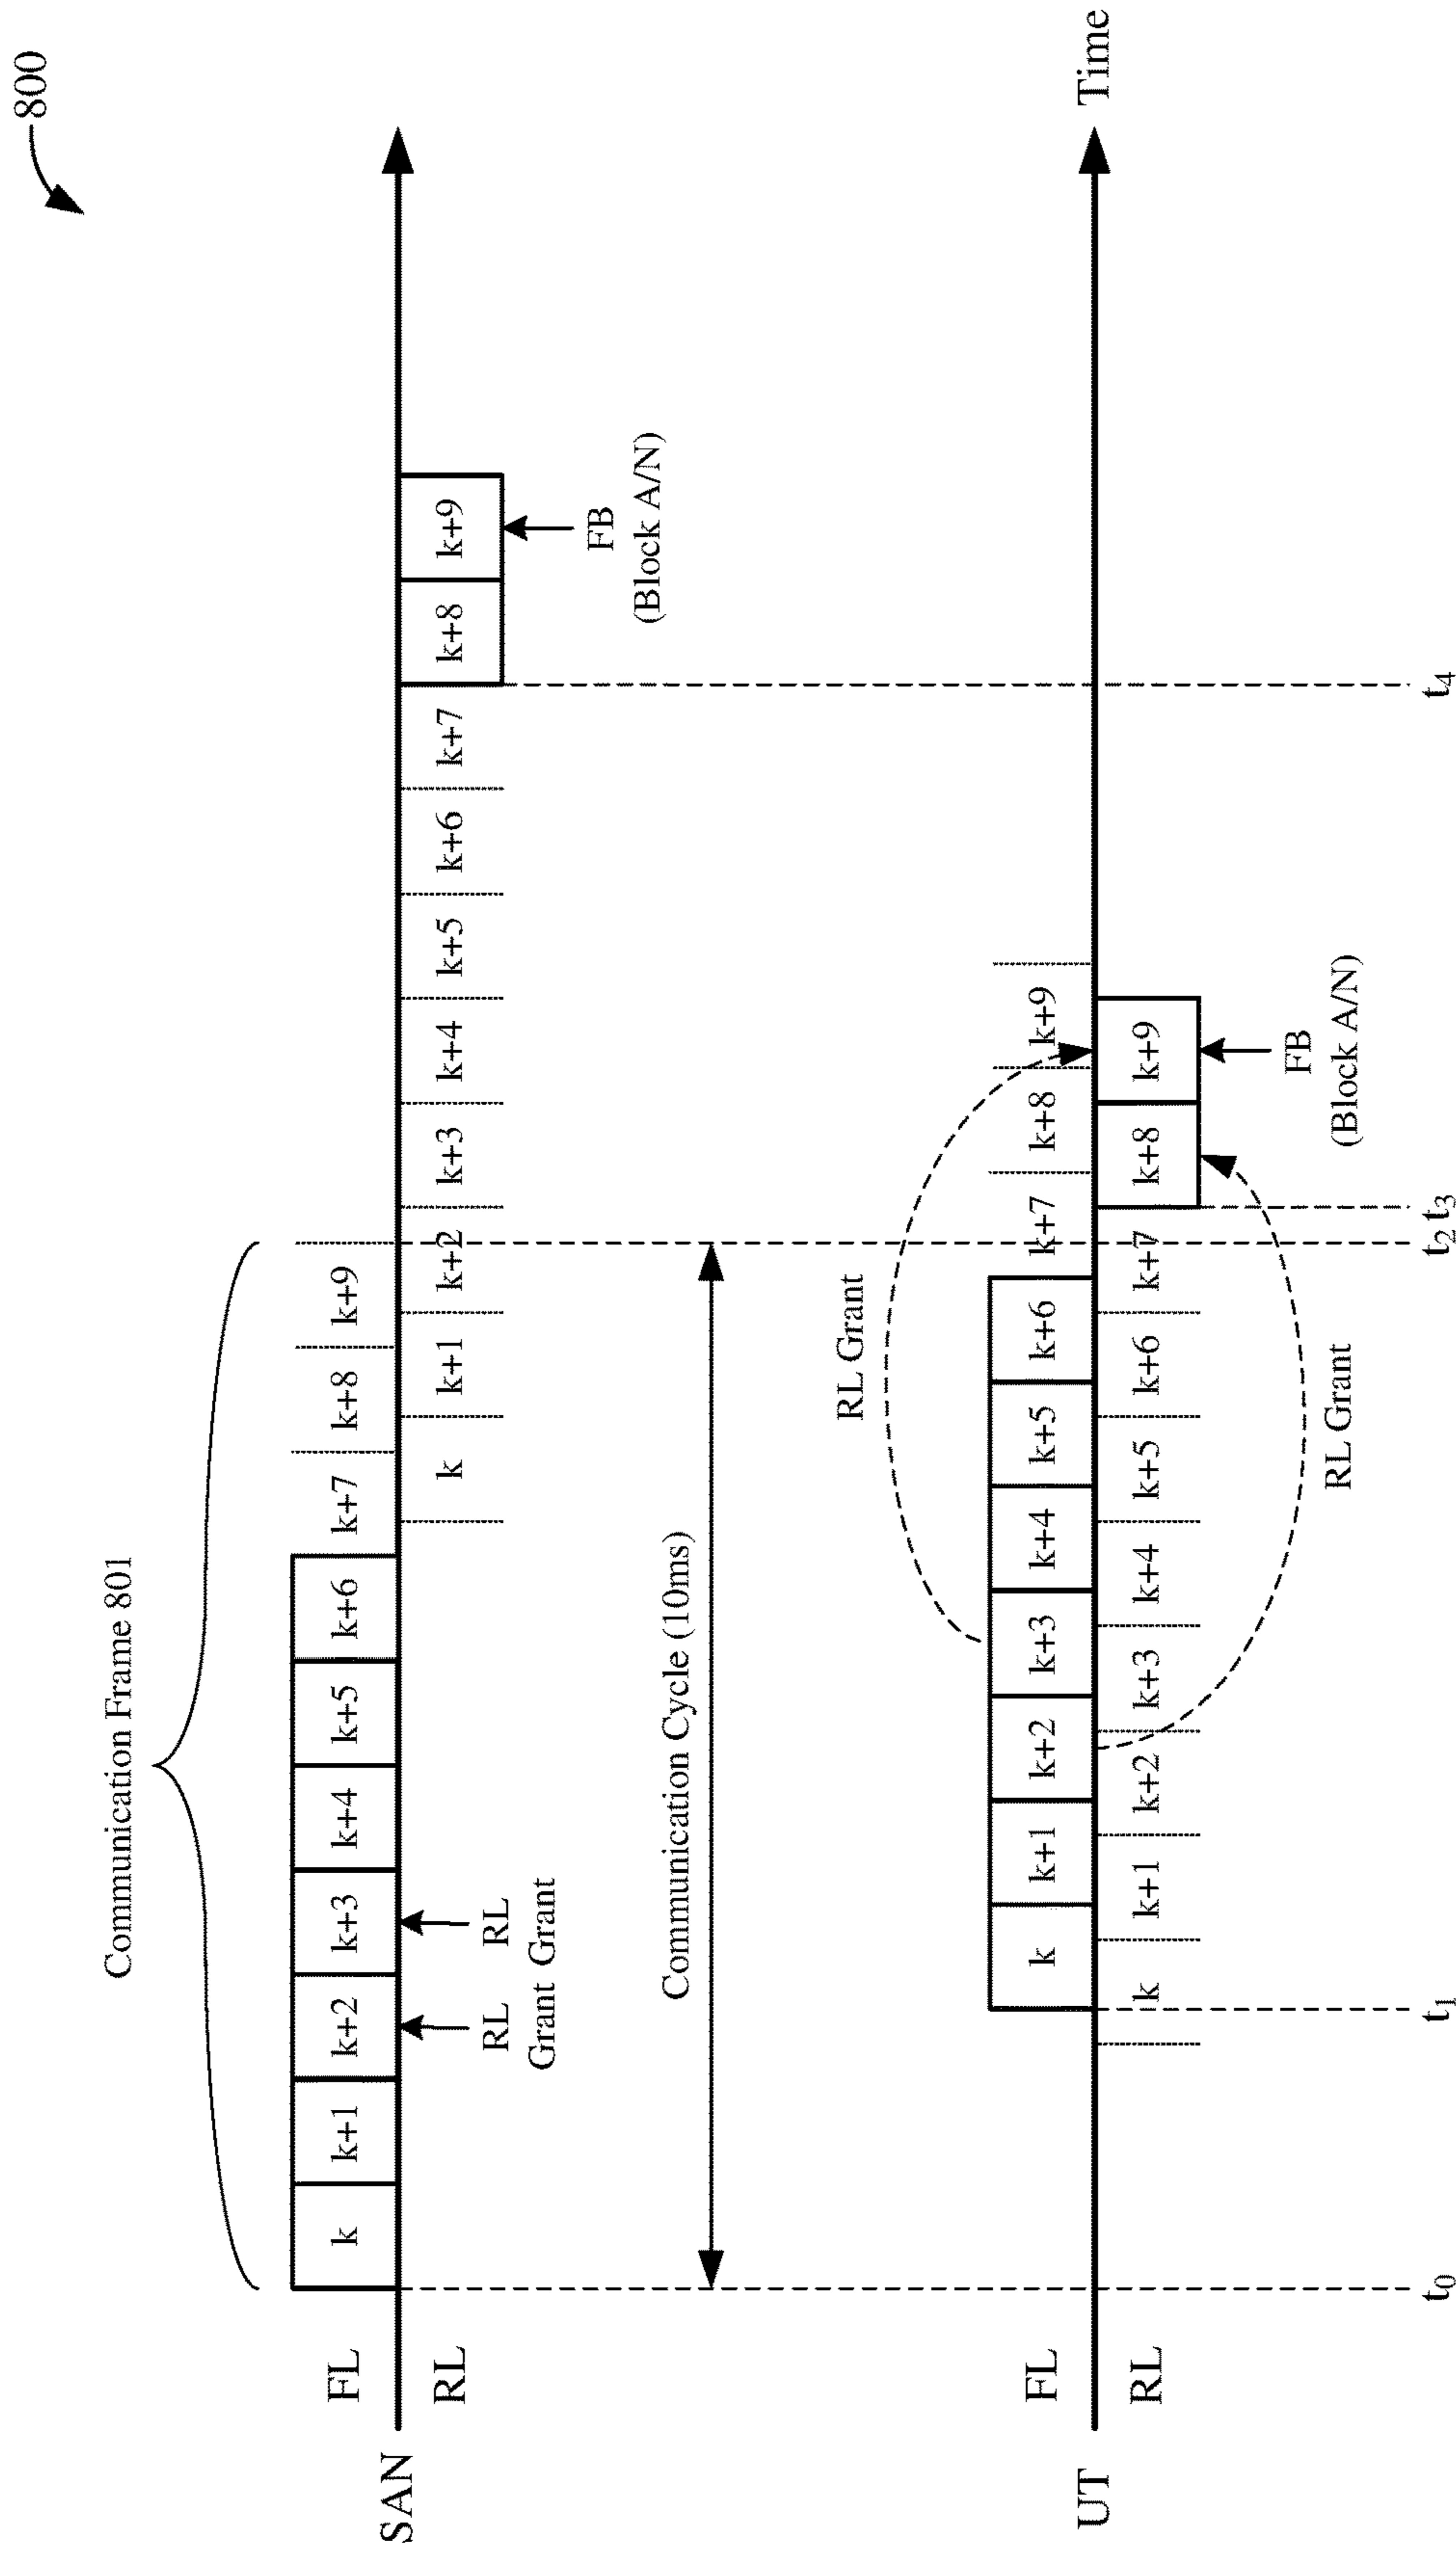 800
Communication Frame 801
FL
k k+1 k+2 k+3 k+4 k+5 k+6 k+7 k+8 k+9
SAN
RL
k k+1 k+2 k+3 k+4 k+5 k+6 k+7 k+8 k+9
RL
Grant
RL
Grant
FB
(Block A/N)
Communication Cycle (10ms)
RL Grant
FL
k k+1 k+2 k+3 k+4 k+5 k+6 k+7 k+8 k+9
UT
Time
RL
k k+1 k+2 k+3 k+4 k+5 k+6 k+7 k+8 k+9
FB
(Block A/N)
RL Grant
t0 t1 t2 t3 t4